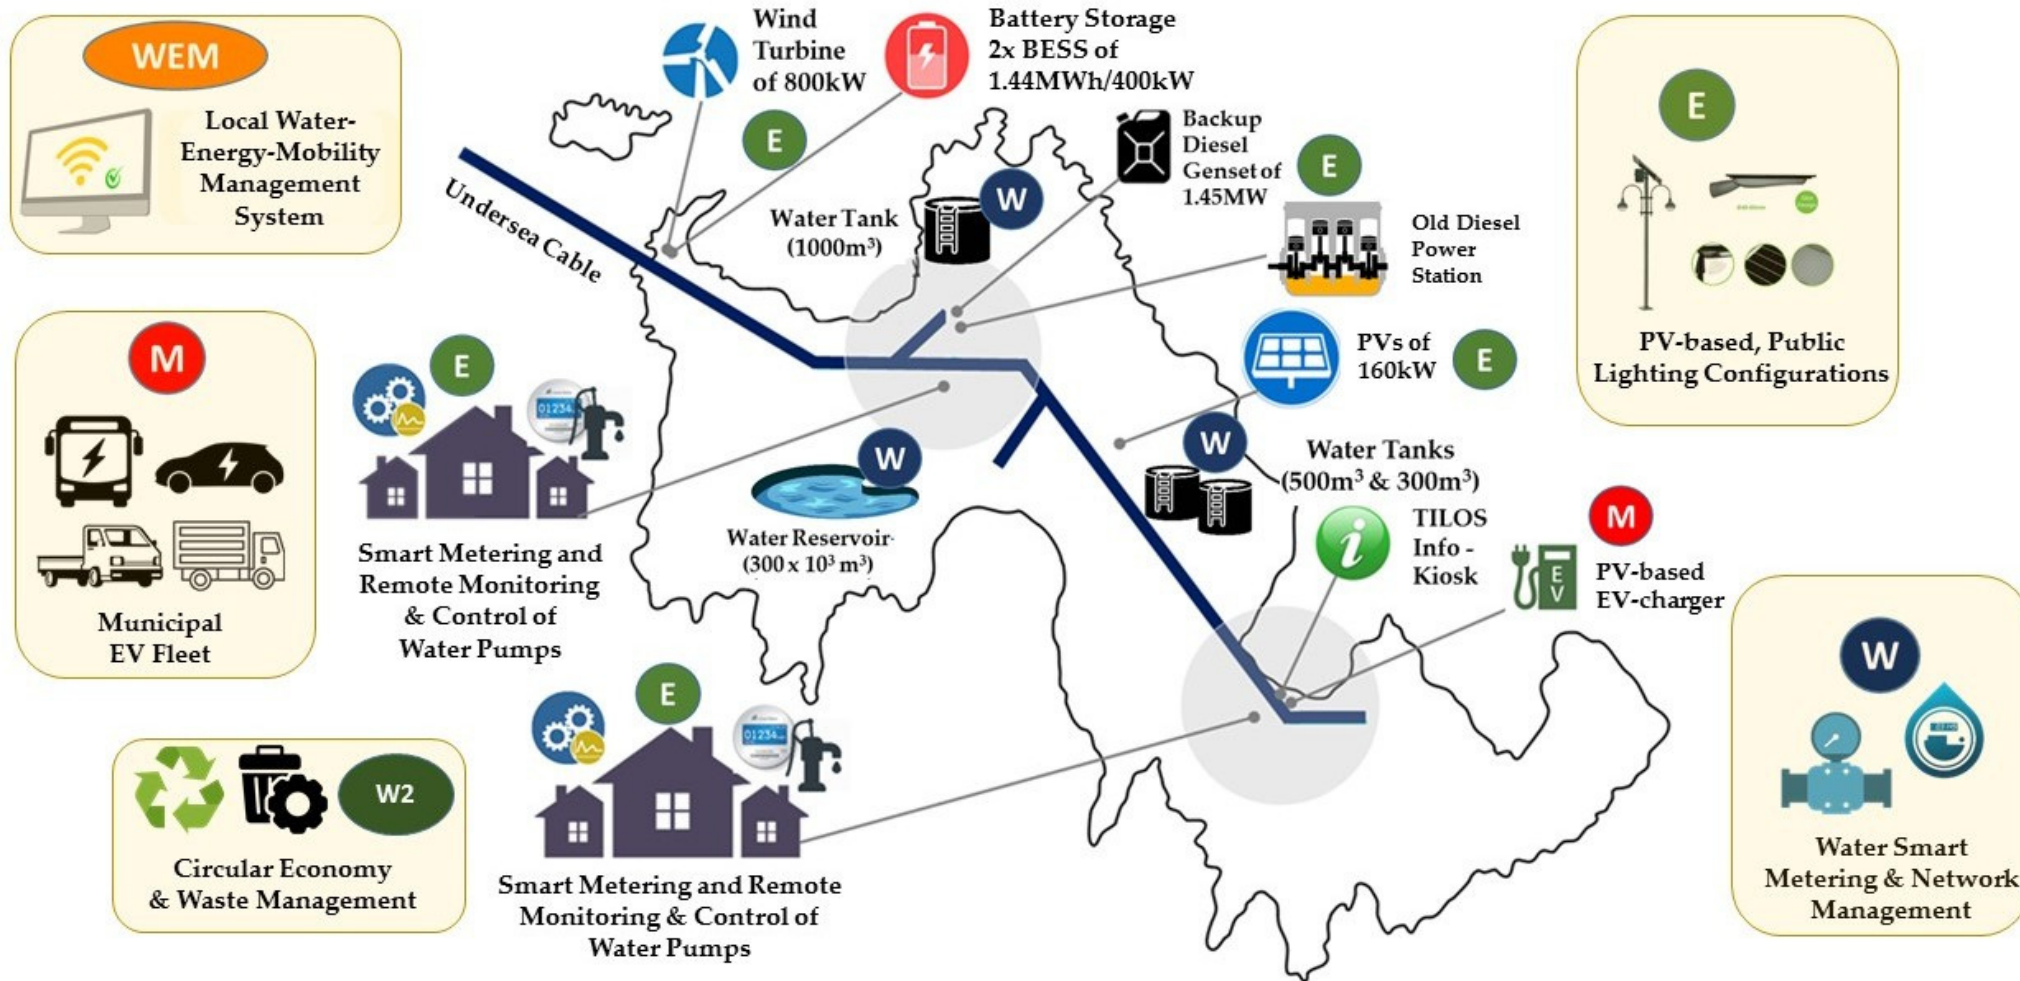 WEM
Local Water-
Energy-Mobility
Management
System
Wind
Turbine
of 800kW
E
Battery Storage
2x BESS of
1.44MWh/400kW
Backup
Diesel
Genset of
1.45MW
E
Old Diesel
Power
Station
E
PV-based, Public
Lighting Configurations
Undersea Cable
Water Tank
(1000m³)
W
PVs of
160kW
E
M
Municipal
EV Fleet
E
01234
Smart Metering and
Remote Monitoring
& Control of
Water Pumps
W
Water Reservoir
(300 x 10³ m³)
W
Water Tanks
(500m³ & 300m³)
TILOS
Info -
Kiosk
M
E
V
PV-based
EV-charger
W
Water Smart
Metering & Network
Management
E
01234
Smart Metering and Remote
Monitoring & Control of
Water Pumps
W2
Circular Economy
& Waste Management